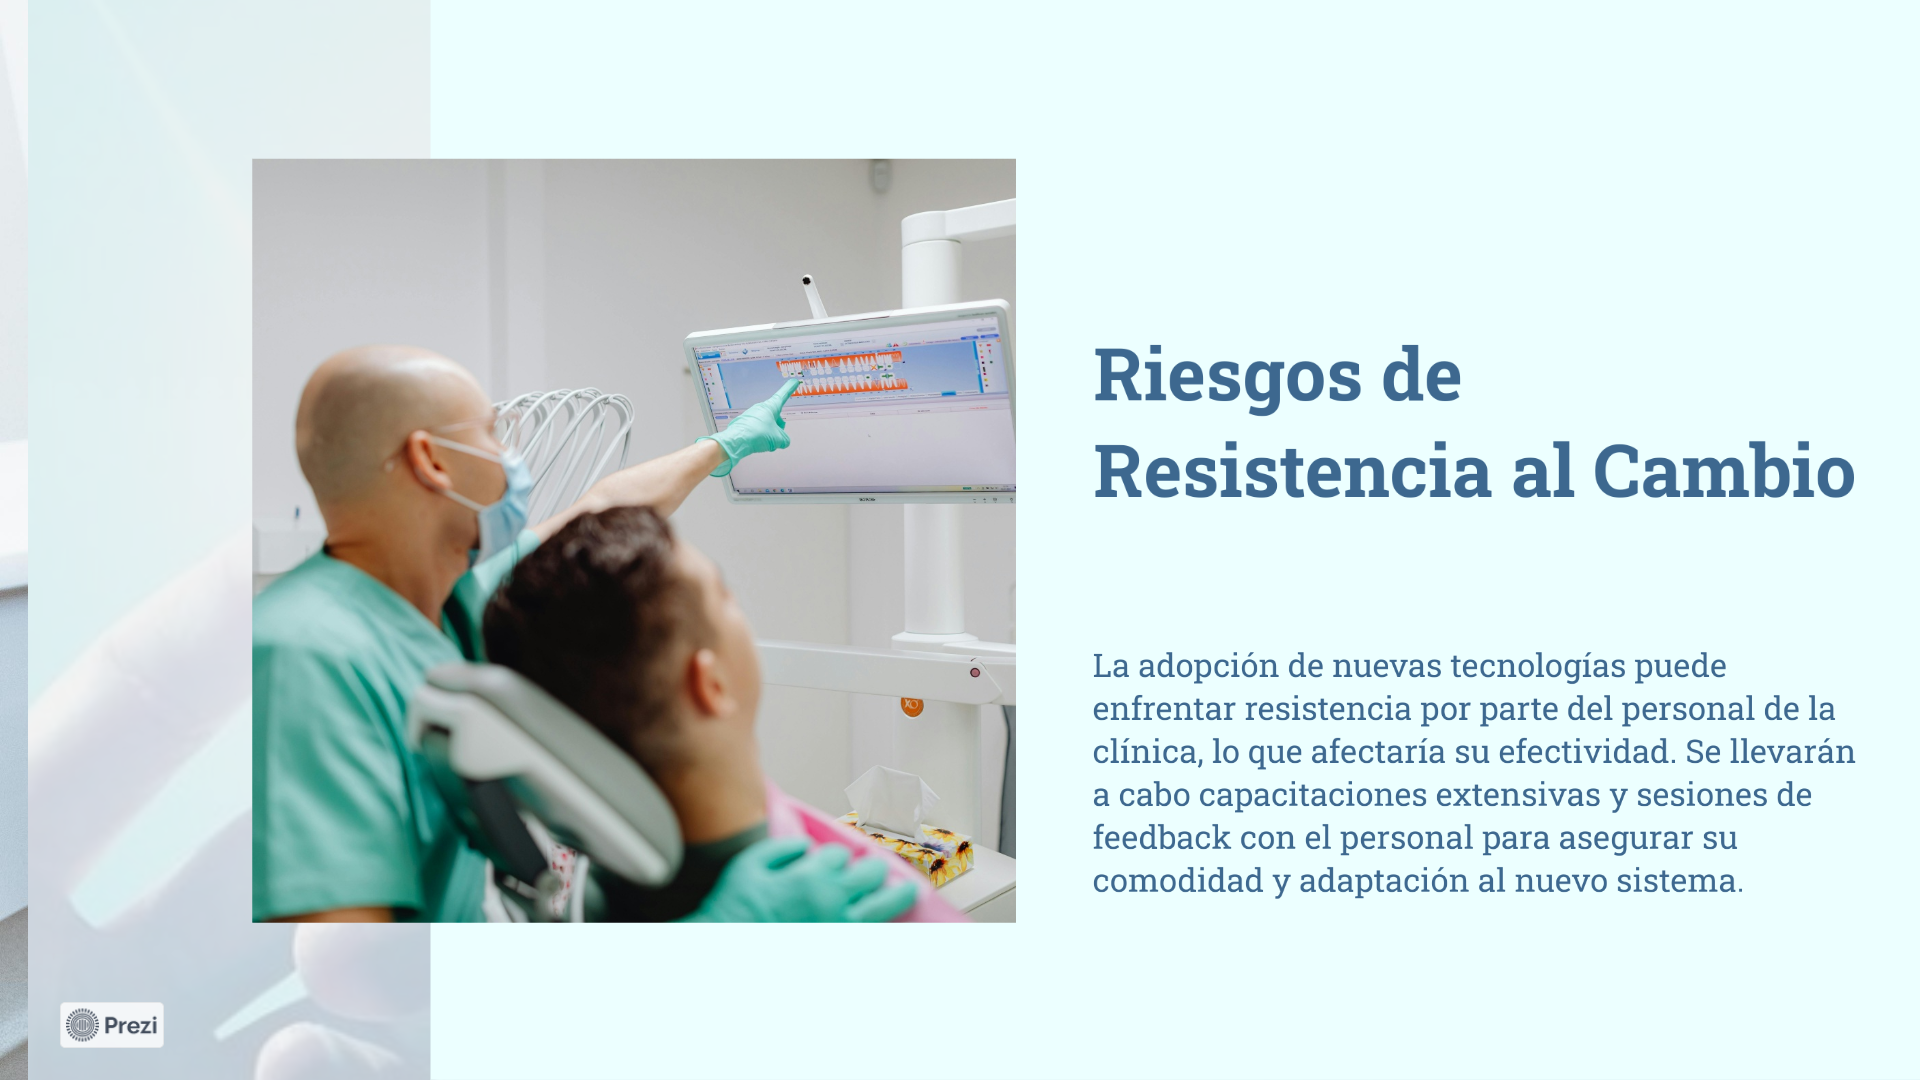 Riesgos de
Resistencia al Cambio
La adopción de nuevas tecnologías puede
enfrentar resistencia por parte del personal de la
clínica, lo que afectaría su efectividad. Se llevarán
a cabo capacitaciones extensivas y sesiones de
feedback con el personal para asegurar su
comodidad y adaptación al nuevo sistema.
XO
Prezi